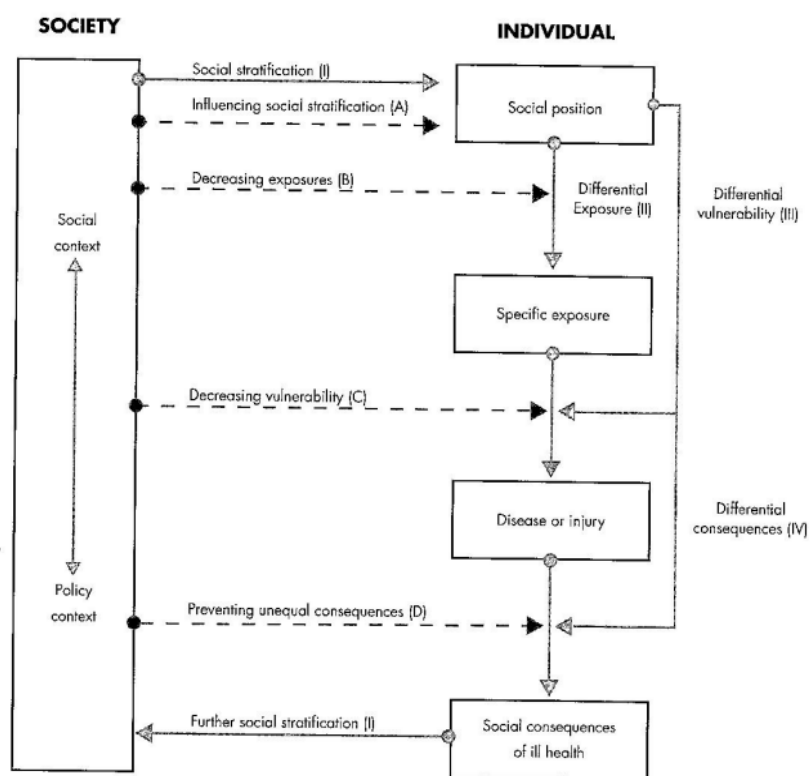 SOCIETY
INDIVIDUAL
Social stratification (I)
Influencing social stratification (A)
Social position
Decreasing exposures (B)
Differential
Exposure (II)
Differential
vulnerability (III)
Social
context
Specific exposure
Decreasing vulnerability (C)
Disease or injury
Differential
consequences (IV)
Policy
context
Preventing unequal consequences (D)
Further social stratification (I)
Social consequences
of ill health